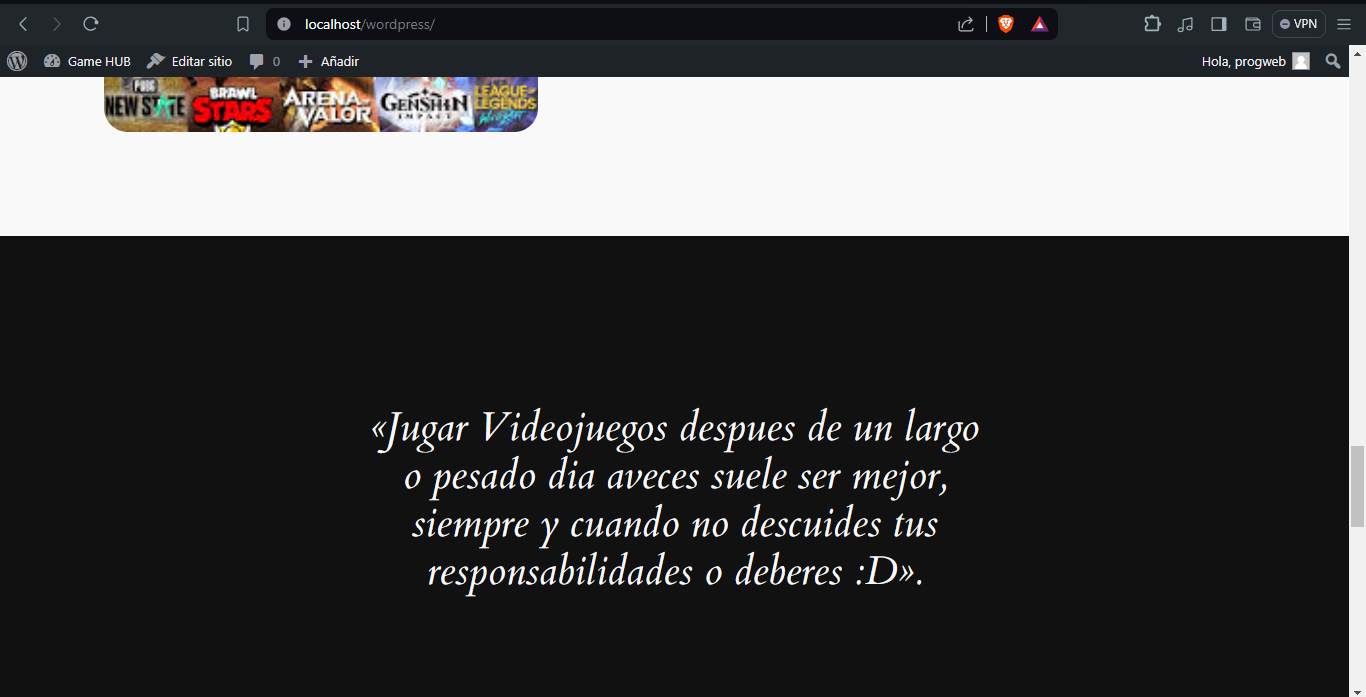 localhost/wordpress/
VPN
Game HUB
Editar sitio
0
Añadir
Hola, progweb
PUBG
NEW STATE
BRAWL
STARS
ARENA OF
VALOR
GENSHIN
IMPACT
LEAGUE OF
LEGENDS
«Jugar Videojuegos despues de un largo
o pesado dia aveces suele ser mejor,
siempre y cuando no descuides tus
responsabilidades o deberes :D».